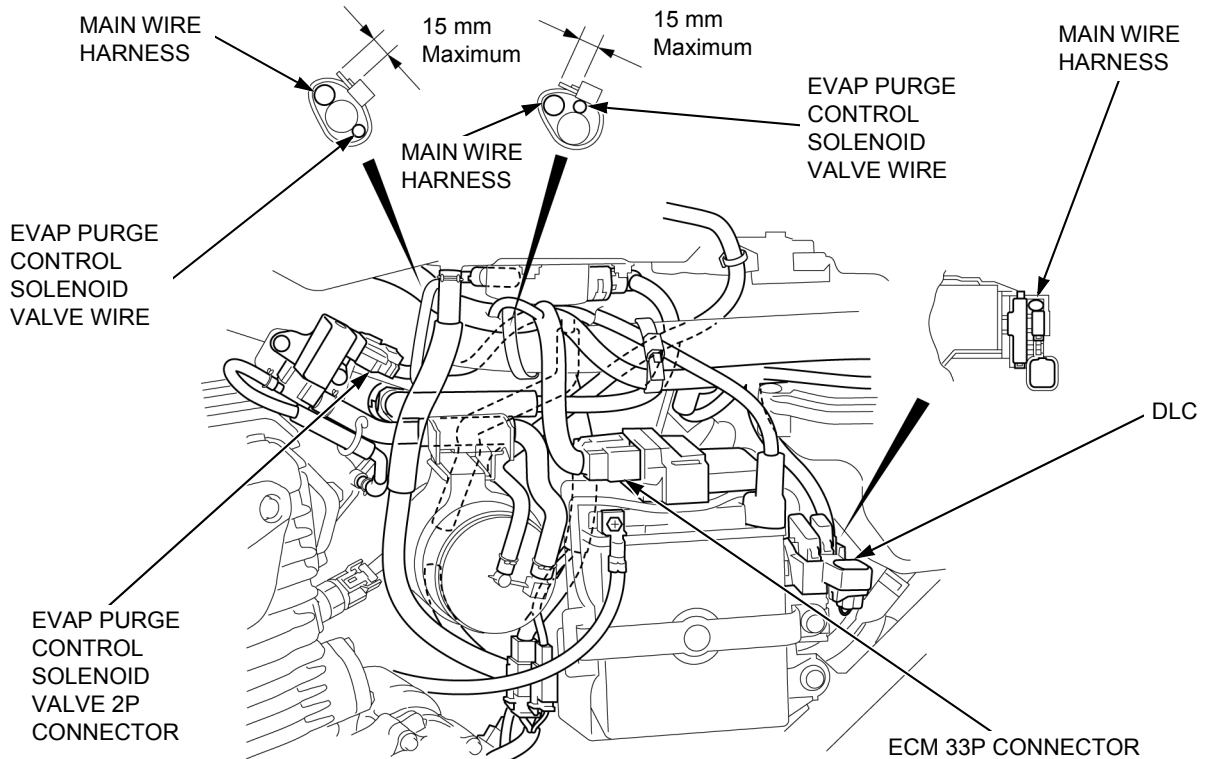 MAIN WIRE
HARNESS
15 mm
Maximum
15 mm
Maximum
MAIN WIRE
HARNESS
EVAP PURGE
CONTROL
SOLENOID
VALVE WIRE
MAIN WIRE
HARNESS
EVAP PURGE
CONTROL
SOLENOID
VALVE WIRE
DLC
EVAP PURGE
CONTROL
SOLENOID
VALVE 2P
CONNECTOR
ECM 33P CONNECTOR